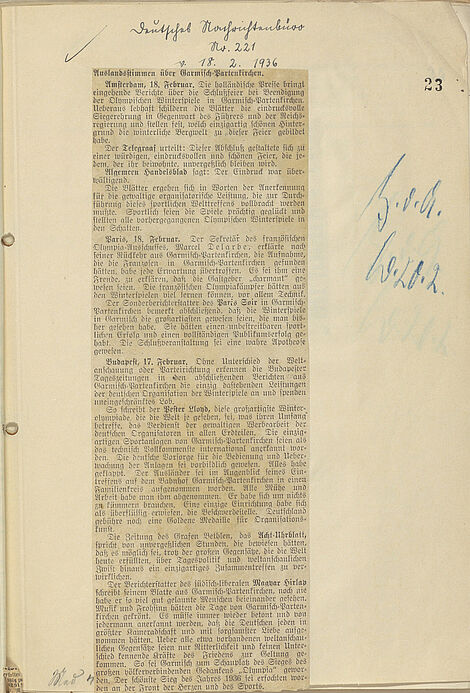 Deutsches Nachrichtenbüro
Nr. 221
v. 18. 2. 1936
23
Auslandsstimmen über Garmisch-Partenkirchen.
Amsterdam, 18. Februar. Die holländische Presse bringt
eingehende Berichte über die Schlußfeier bei Beendigung
der Olympischen Winterspiele in Garmisch-Partenkirchen.
Ueberaus lebhaft schildern die Blätter die eindrucksvolle
Siegerehrung in Gegenwart des Führers und der Reichs-
regierung und stellen fest, welch einzigartig schönen Hinter-
grund die winterliche Bergwelt zu dieser Feier gebildet
habe.
Der Telegraaf urteilt: Dieser Abschluß gestaltete sich zu
einer würdigen, eindrucksvollen und schönen Feier, die je-
dem, der ihr beiwohnte, unvergeßlich bleiben wird.
Algemeen Handelsblad sagt: Der Eindruck war über-
wältigend.
Die Blätter ergehen sich in Worten der Anerkennung
für die gewaltige organisatorische Leistung, die zur Durch-
führung dieses sportlichen Weltfestes vollbracht werden
mußte. Sportlich seien die Spiele prächtig geglückt und
stellten alle vorhergegangenen Olympischen Winterspiele in
den Schatten.
Paris, 18. Februar. Der Sekretär des französischen
Olympia-Ausschusses, Marcel Delarbre, erklärte nach
seiner Rückkehr aus Garmisch-Partenkirchen, die Aufnahme,
die die Franzosen in Garmisch-Partenkirchen gefunden
hätten, habe jede Erwartung übertroffen. Es sei ihm eine
Freude, zu erklären, daß die Gastgeber „charmant" ge-
wesen seien. Die französischen Olympiakämpfer hätten aus
den Winterspielen viel lernen können, vor allem Technik.
Der Sonderberichterstatter des Paris Soir in Garmisch-
Partenkirchen bemerkt abschließend, daß die Winterspiele
in Garmisch die großartigsten gewesen seien, die man bis-
her gesehen habe. Sie hätten einen unbestreitbaren sport-
lichen Erfolg und einen vollständigen Publikumserfolg ge-
habt. Die Schlußveranstaltung sei eine wahre Apotheose
gewesen.
Budapest, 17. Februar. Ohne Unterschied der Welt-
anschauung oder Parteirichtung erkennen die Budapester
Tageszeitungen in den abschließenden Berichten aus
Garmisch-Partenkirchen die einzig dastehenden Leistungen
der deutschen Organisation der Winterspiele an und spenden
uneingeschränktes Lob.
So schreibt der Pester Lloyd, diese großartigste Winter-
olympiade, die die Welt je gesehen, sei, was ihren Umfang
betreffe, das Verdienst der gewaltigen Werbearbeit der
deutschen Organisatoren in allen Erdteilen. Die einzig-
artigen Sportanlagen von Garmisch-Partenkirchen seien als
das technisch Vollkommenste international anerkannt wor-
den. Die deutsche Vorsorge für die Bedienung und Ueber-
wachung der Anlagen sei vorbildlich gewesen. Alles habe
geklappt. Der Ausländer sei im Augenblick seines Ein-
treffens auf dem Bahnhof Garmisch-Partenkirchen in einen
Familienkreis aufgenommen worden. Alle Mühe und
Arbeit habe man ihm abgenommen. Er habe sich um nichts
zu kümmern brauchen. Eine einzige Einrichtung habe sich
als überflüssig erwiesen, die Beschwerdestelle. Deutschland
gebühre noch eine Goldene Medaille für Organisations-
kunst.
Die Zeitung des Grafen Bethlen, das Acht-Uhrblatt,
spricht von unvergeßlichen Stunden, die bewiesen hätten,
daß es möglich sei, trotz der großen Gegensätze, die die Welt
heute erfüllten, über Tagespolitik und weltanschaulichen
Zwist hinaus ein einzigartiges Zusammentreffen zu ver-
wirklichen.
Der Berichterstatter des jüdisch-liberalen Magyar Hirlap
schreibt seinem Blatte aus Garmisch-Partenkirchen, noch nie
habe er so viel gut gelaunte Menschen beieinander gesehen.
Musik und Frohsinn hätten die Tage von Garmisch-Parten-
kirchen gekrönt. Es müsse immer wieder betont und von
jedermann anerkannt werden, daß die Deutschen jeden in
größter Kameradschaft und mit sorgsamster Liebe aufge-
nommen hätten. Ueber alle etwa vorhandenen politischen
Gegensätze seien nur Mitterlichkeit und keinen Unter-
schied kennende Kräfte des Friedens zur Geltung ge-
kommen. So sei Garmisch zum Schauplatz des Sieges des
großen völkerverbindenden Gedankens „Olympia" gewor-
den. Der schönste Sieg des Jahres 1936 sei erfochten wor-
den an der Front der Herzen und des Sports.